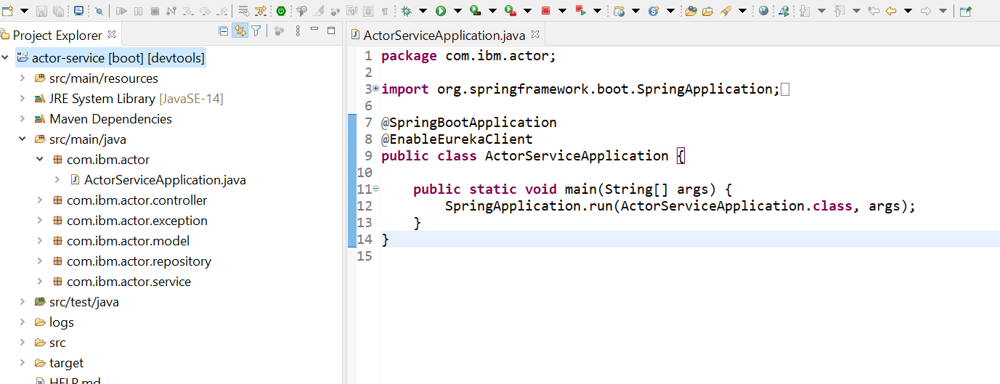 Project Explorer
actor-service [boot] [devtools]
src/main/resources
JRE System Library [JavaSE-14]
Maven Dependencies
src/main/java
com.ibm.actor
ActorServiceApplication.java
com.ibm.actor.controller
com.ibm.actor.exception
com.ibm.actor.model
com.ibm.actor.repository
com.ibm.actor.service
src/test/java
logs
src
target
HELP.md
ActorServiceApplication.java
1 package com.ibm.actor;
2
3 import org.springframework.boot.SpringApplication;
6
7 @SpringBootApplication
8 @EnableEurekaClient
9 public class ActorServiceApplication {
10
11 public static void main(String[] args) {
12 SpringApplication.run(ActorServiceApplication.class, args);
13 }
14 }
15